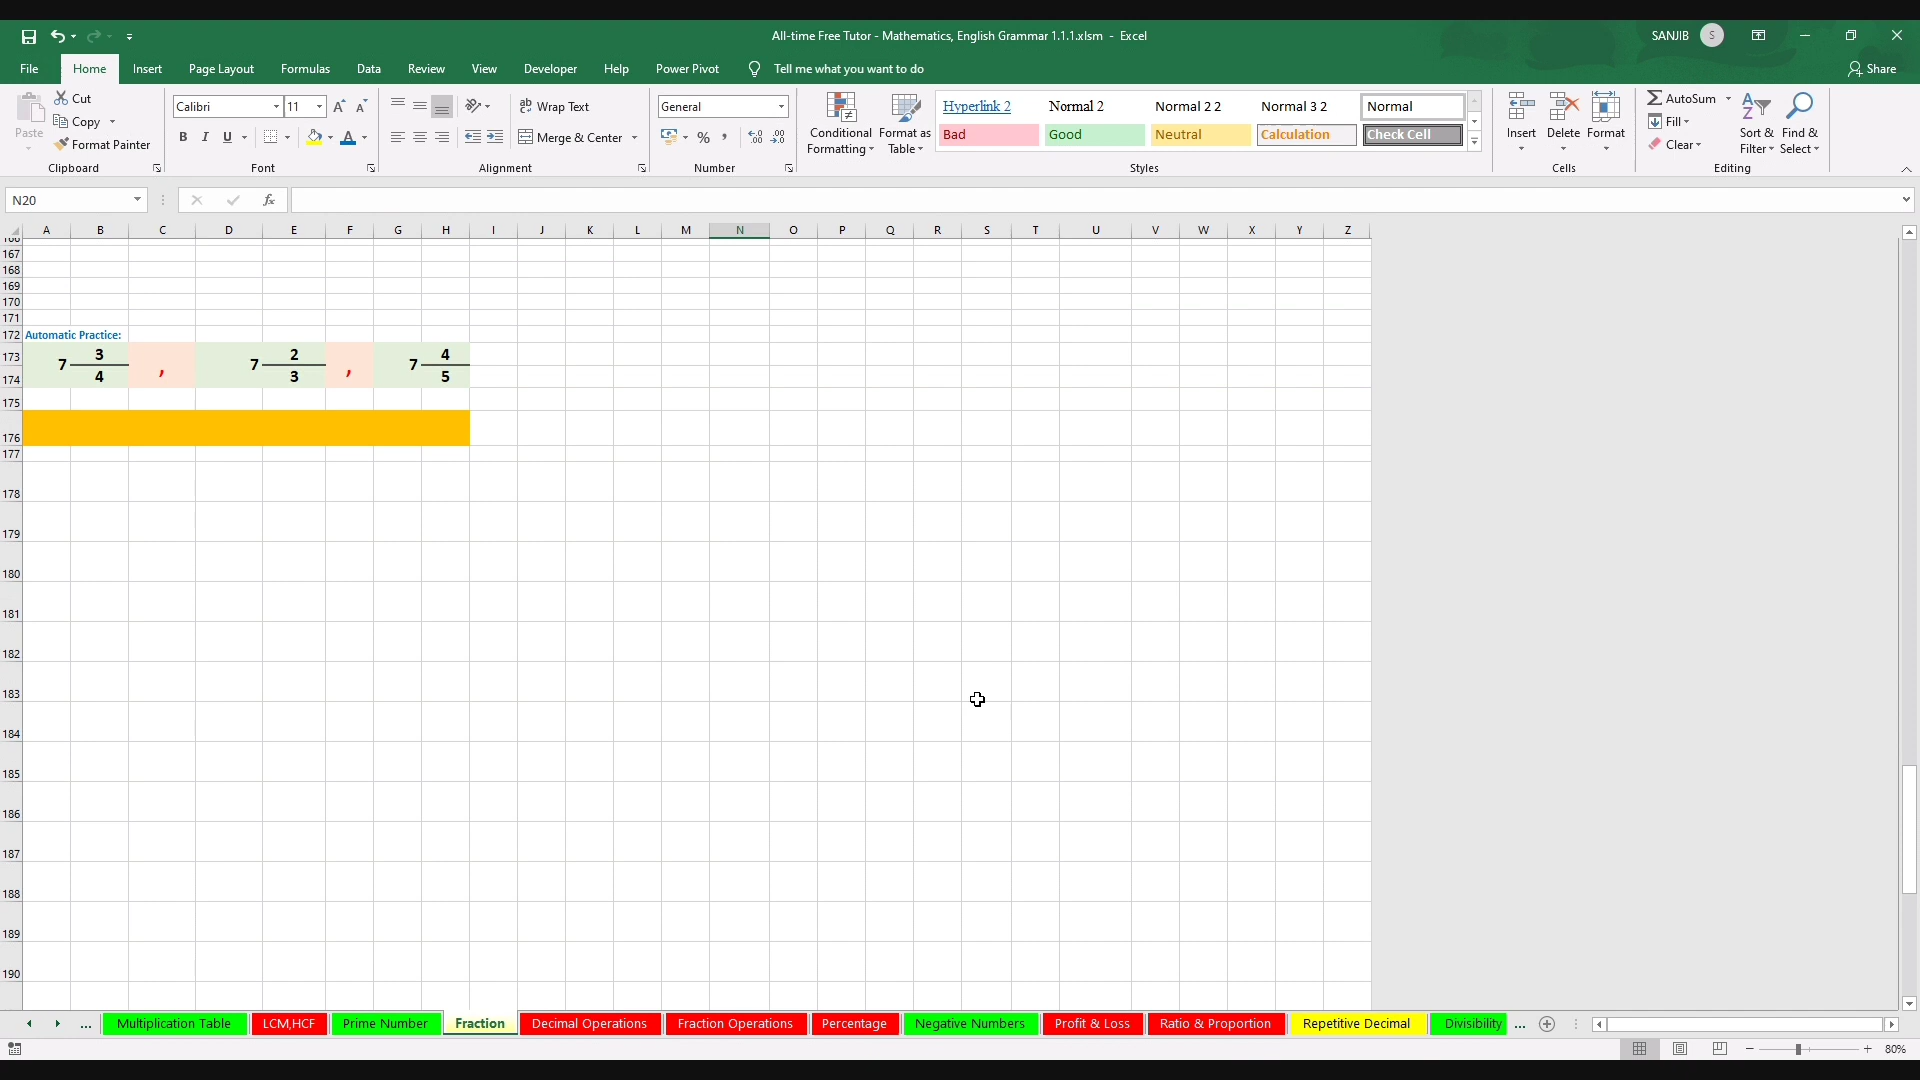 All-time Free Tutor - Mathematics, English Grammar 1.1.1.xlsm - Excel
SANJIB S
File Home Insert Page Layout Formulas Data Review View Developer Help Power Pivot Tell me what you want to do Share
Paste Cut Copy Format Painter Clipboard
Calibri 11 B I U A Font
Wrap Text Merge & Center Alignment
General % , Number
Conditional Formatting Format as Table
Hyperlink 2 Normal 2 Normal 2 2 Normal 3 2 Normal
Bad Good Neutral Calculation Check Cell
Styles
Insert Delete Format Cells
AutoSum Fill Clear Sort & Filter Find & Select Editing
N20 fx
A B C D E F G H I J K L M N O P Q R S T U V W X Y Z
167
168
169
170
171
172 Automatic Practice:
173 7 3 7 2 7 4
174 4 , 3 , 5
175
176
177
178
179
180
181
182
183
184
185
186
187
188
189
190
... Multiplication Table LCM,HCF Prime Number Fraction Decimal Operations Fraction Operations Percentage Negative Numbers Profit & Loss Ratio & Proportion Repetitive Decimal Divisibility ...
80%